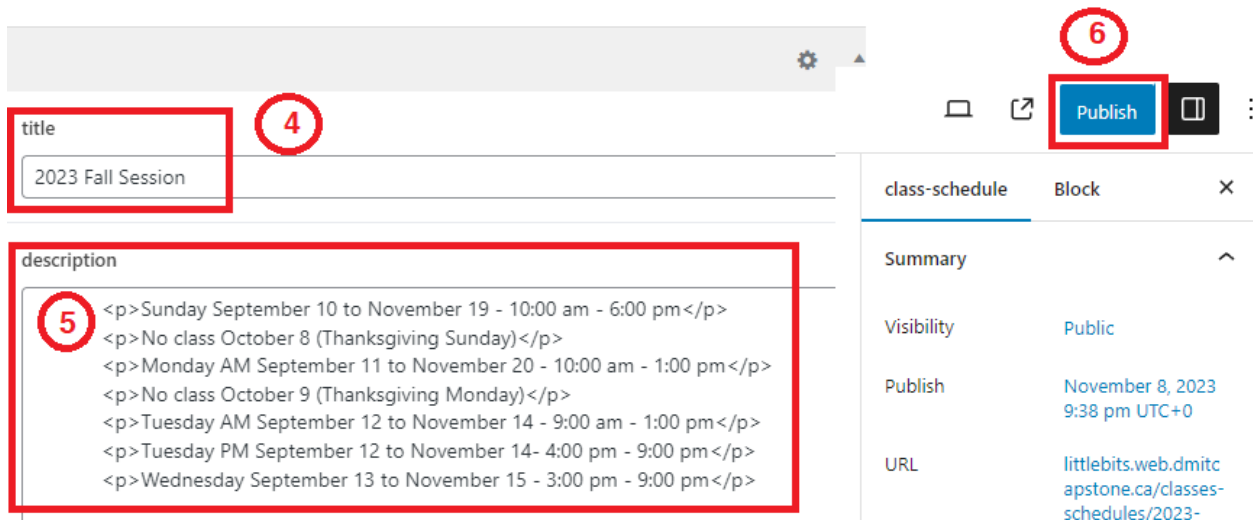 4
title
2023 Fall Session
description
5
<p>Sunday September 10 to November 19 - 10:00 am - 6:00 pm</p>
<p>No class October 8 (Thanksgiving Sunday)</p>
<p>Monday AM September 11 to November 20 - 10:00 am - 1:00 pm</p>
<p>No class October 9 (Thanksgiving Monday)</p>
<p>Tuesday AM September 12 to November 14 - 9:00 am - 1:00 pm</p>
<p>Tuesday PM September 12 to November 14- 4:00 pm - 9:00 pm</p>
<p>Wednesday September 13 to November 15 - 3:00 pm - 9:00 pm</p>
6
Publish
class-schedule Block
Summary
Visibility Public
Publish November 8, 2023
9:38 pm UTC+0
URL littlebits.web.dmitc
apstone.ca/classes-
schedules/2023-